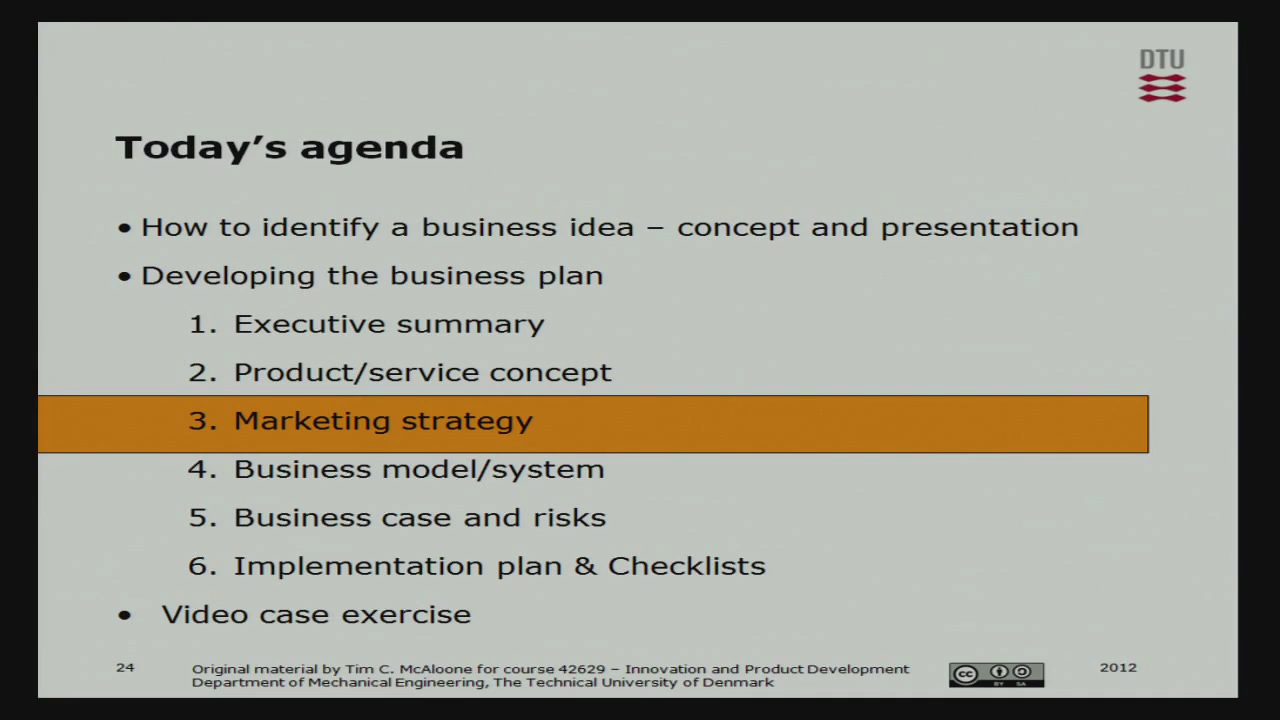 DTU
Today's agenda
• How to identify a business idea – concept and presentation
• Developing the business plan
1. Executive summary
2. Product/service concept
3. Marketing strategy
4. Business model/system
5. Business case and risks
6. Implementation plan & Checklists
• Video case exercise
24
Original material by Tim C. McAloone for course 42629 – Innovation and Product Development
Department of Mechanical Engineering, The Technical University of Denmark
cc
BY SA
2012